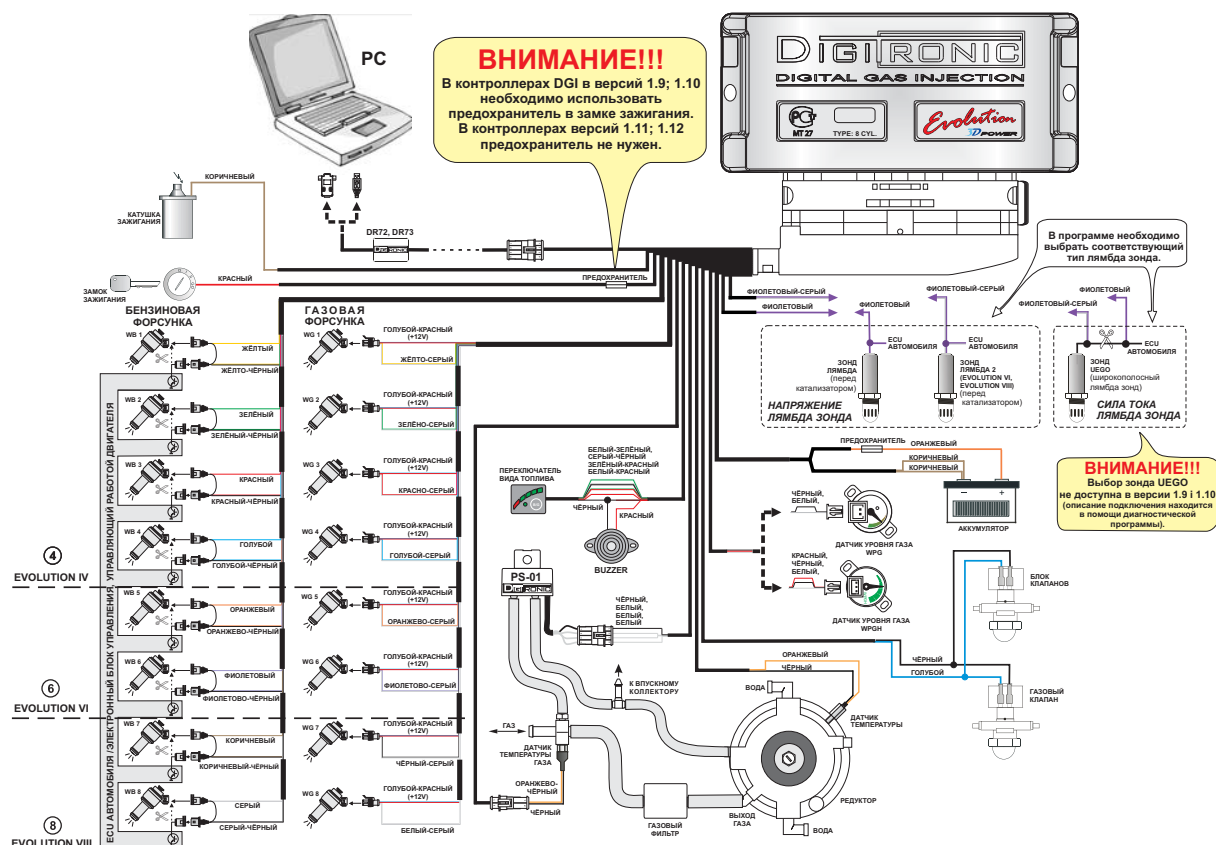 PC
ВНИМАНИЕ!!!
В контроллерах DGI в версий 1.9; 1.10
необходимо использовать
предохранитель в замке зажигания.
В контроллерах версий 1.11; 1.12
предохранитель не нужен.
DIGITRONIC
DIGITAL GAS INJECTION
MT 27
TYPE: 8 CYL.
Evolution
3D POWER
КОРИЧНЕВЫЙ
КАТУШКА
ЗАЖИГАНИЯ
DR72, DR73
DIGITRONIC
КРАСНЫЙ
ПРЕДОХРАНИТЕЛЬ
ЗАМОК
ЗАЖИГАНИЯ
В программе необходимо
выбрать соответствующий
тип лямбда зонда.
ФИОЛЕТОВЫЙ-СЕРЫЙ
ФИОЛЕТОВЫЙ
ФИОЛЕТОВЫЙ-СЕРЫЙ
ФИОЛЕТОВЫЙ
ФИОЛЕТОВЫЙ
ФИОЛЕТОВЫЙ-СЕРЫЙ
ECU
АВТОМОБИЛЯ
ECU
АВТОМОБИЛЯ
ECU
АВТОМОБИЛЯ
ЗОНД
ЛЯМБДА
(перед
катализатором)
ЗОНД
ЛЯМБДА 2
(EVOLUTION VI,
EVOLUTION VIII)
(перед
катализатором)
НАПРЯЖЕНИЕ
ЛЯМБДА ЗОНДА
ЗОНД
UEGO
(широкополосный
лямбда зонд)
СИЛА ТОКА
ЛЯМБДА ЗОНДА
БЕНЗИНОВАЯ
ФОРСУНКА
ГАЗОВАЯ
ФОРСУНКА
WB 1
ЖЁЛТЫЙ
ЖЁЛТО-ЧЁРНЫЙ
WG 1
ГОЛУБОЙ-КРАСНЫЙ
(+12V)
ЖЁЛТО-СЕРЫЙ
WB 2
ЗЕЛЁНЫЙ
ЗЕЛЁНЫЙ-ЧЁРНЫЙ
WG 2
ГОЛУБОЙ-КРАСНЫЙ
(+12V)
ЗЕЛЁНО-СЕРЫЙ
WB 3
КРАСНЫЙ
КРАСНЫЙ-ЧЁРНЫЙ
WG 3
ГОЛУБОЙ-КРАСНЫЙ
(+12V)
КРАСНО-СЕРЫЙ
WB 4
ГОЛУБОЙ
ГОЛУБОЙ-ЧЁРНЫЙ
WG 4
ГОЛУБОЙ-КРАСНЫЙ
(+12V)
ГОЛУБОЙ-СЕРЫЙ
4
EVOLUTION IV
WB 5
ОРАНЖЕВЫЙ
ОРАНЖЕВО-ЧЁРНЫЙ
WG 5
ГОЛУБОЙ-КРАСНЫЙ
(+12V)
ОРАНЖЕВО-СЕРЫЙ
WB 6
ФИОЛЕТОВЫЙ
ФИОЛЕТОВО-ЧЁРНЫЙ
WG 6
ГОЛУБОЙ-КРАСНЫЙ
(+12V)
ФИОЛЕТОВО-СЕРЫЙ
6
EVOLUTION VI
WB 7
КОРИЧНЕВЫЙ
КОРИЧНЕВЫЙ-ЧЁРНЫЙ
WG 7
ГОЛУБОЙ-КРАСНЫЙ
(+12V)
ЧЁРНЫЙ-СЕРЫЙ
WB 8
СЕРЫЙ
СЕРЫЙ-ЧЁРНЫЙ
WG 8
ГОЛУБОЙ-КРАСНЫЙ
(+12V)
БЕЛЫЙ-СЕРЫЙ
8
EVOLUTION VIII
ECU АВТОМОБИЛЯ /ЭЛЕКТРОННЫЙ БЛОК УПРАВЛЕНИЯ, УПРАВЛЯЮЩИЙ РАБОТОЙ ДВИГАТЕЛЯ
ПЕРЕКЛЮЧАТЕЛЬ
ВИДА ТОПЛИВА
БЕЛЫЙ-ЗЕЛЁНЫЙ,
СЕРЫЙ-ЧЁРНЫЙ
ЗЕЛЁНЫЙ-КРАСНЫЙ
БЕЛЫЙ-КРАСНЫЙ
ЧЁРНЫЙ
КРАСНЫЙ
BUZZER
PS-01
DIGITRONIC
ЧЁРНЫЙ,
БЕЛЫЙ,
БЕЛЫЙ,
БЕЛЫЙ
ПРЕДОХРАНИТЕЛЬ
ОРАНЖЕВЫЙ
КОРИЧНЕВЫЙ
КОРИЧНЕВЫЙ
− +
АККУМУЛЯТОР
ВНИМАНИЕ!!!
Выбор зонда UEGO
не доступна в версии 1.9 i 1.10
(описание подключения находится
в помощи диагностической
программы).
ЧЁРНЫЙ,
БЕЛЫЙ,
ДАТЧИК УРОВНЯ ГАЗА
WPG
КРАСНЫЙ,
ЧЁРНЫЙ,
БЕЛЫЙ,
ДАТЧИК УРОВНЯ ГАЗА
WPGH
БЛОК
КЛАПАНОВ
ЧЁРНЫЙ
ГОЛУБОЙ
ГАЗОВЫЙ
КЛАПАН
ОРАНЖЕВЫЙ
ЧЁРНЫЙ
К ВПУСКНОМУ
КОЛЛЕКТОРУ
ВОДА
ДАТЧИК
ТЕМПЕРАТУРЫ
ГАЗ
ДАТЧИК
ТЕМПЕРАТУРЫ
ГАЗА
ОРАНЖЕВО-
ЧЁРНЫЙ
ЧЁРНЫЙ
ГАЗОВЫЙ
ФИЛЬТР
ВЫХОД
ГАЗА
РЕДУКТОР
ВОДА